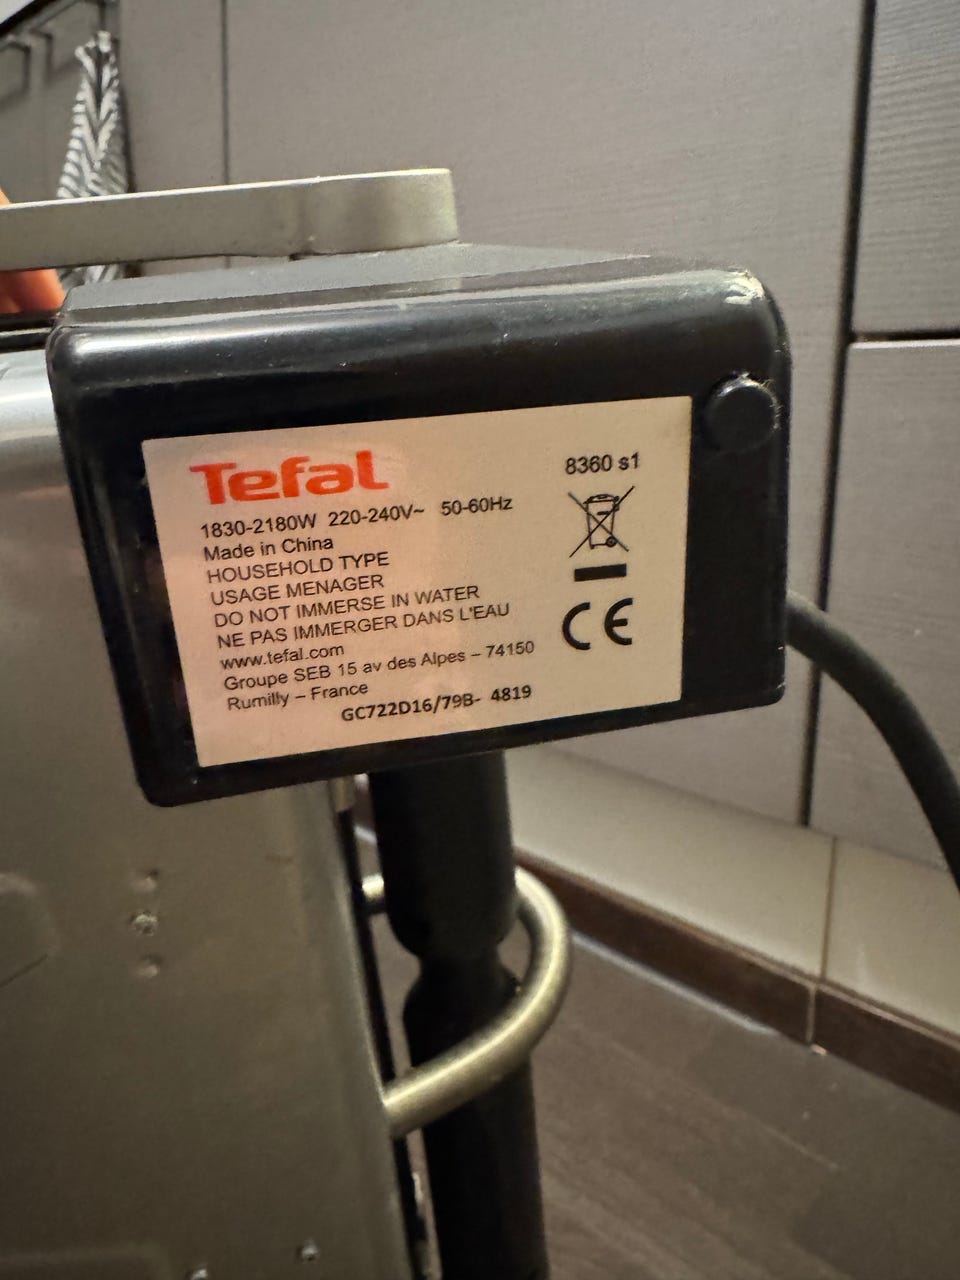 Tefal
8360 s1
1830-2180W 220-240V~ 50-60Hz
Made in China
HOUSEHOLD TYPE
USAGE MENAGER
DO NOT IMMERSE IN WATER
NE PAS IMMERGER DANS L'EAU
www.tefal.com
Groupe SEB 15 av des Alpes – 74150
Rumilly – France
GC722D16/79B- 4819
CE